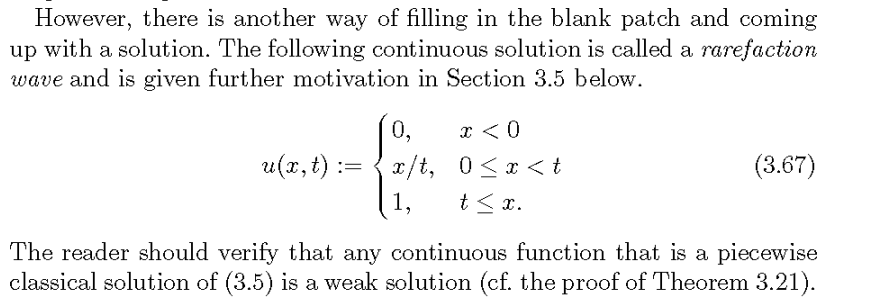 However, there is another way of filling in the blank patch and coming
up with a solution. The following continuous solution is called a rarefaction
wave and is given further motivation in Section 3.5 below.
u(x, t) := { 0, x < 0
x/t, 0 ≤ x < t
1, t ≤ x.
(3.67)
The reader should verify that any continuous function that is a piecewise
classical solution of (3.5) is a weak solution (cf. the proof of Theorem 3.21).